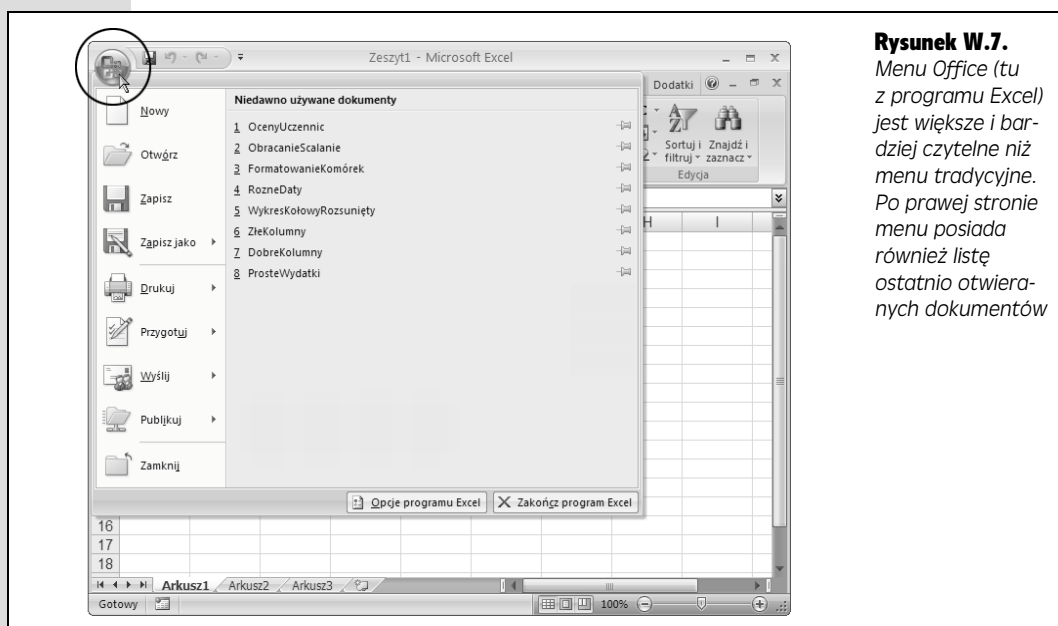 Zeszyt1 - Microsoft Excel
Dodatki
Nowy
Otwórz
Zapisz
Zapisz jako
Drukuj
Przygotuj
Wyślij
Publikuj
Zamknij
Niedawno używane dokumenty
1 OcenyUczennic
2 ObracanieScalanie
3 FormatowanieKomórek
4 RozneDaty
5 WykresKołowyRozsunięty
6 ZłeKolumny
7 DobreKolumny
8 ProsteWydatki
Sortuj i filtruj
Znajdź i zaznacz
Edycja
H I
Opcje programu Excel
Zakończ program Excel
16
17
18
Arkusz1 Arkusz2 Arkusz3
Gotowy
100%
Rysunek W.7.
Menu Office (tu
z programu Excel)
jest większe i bar-
dziej czytelne niż
menu tradycyjne.
Po prawej stronie
menu posiada
również listę
ostatnio otwiera-
nych dokumentów